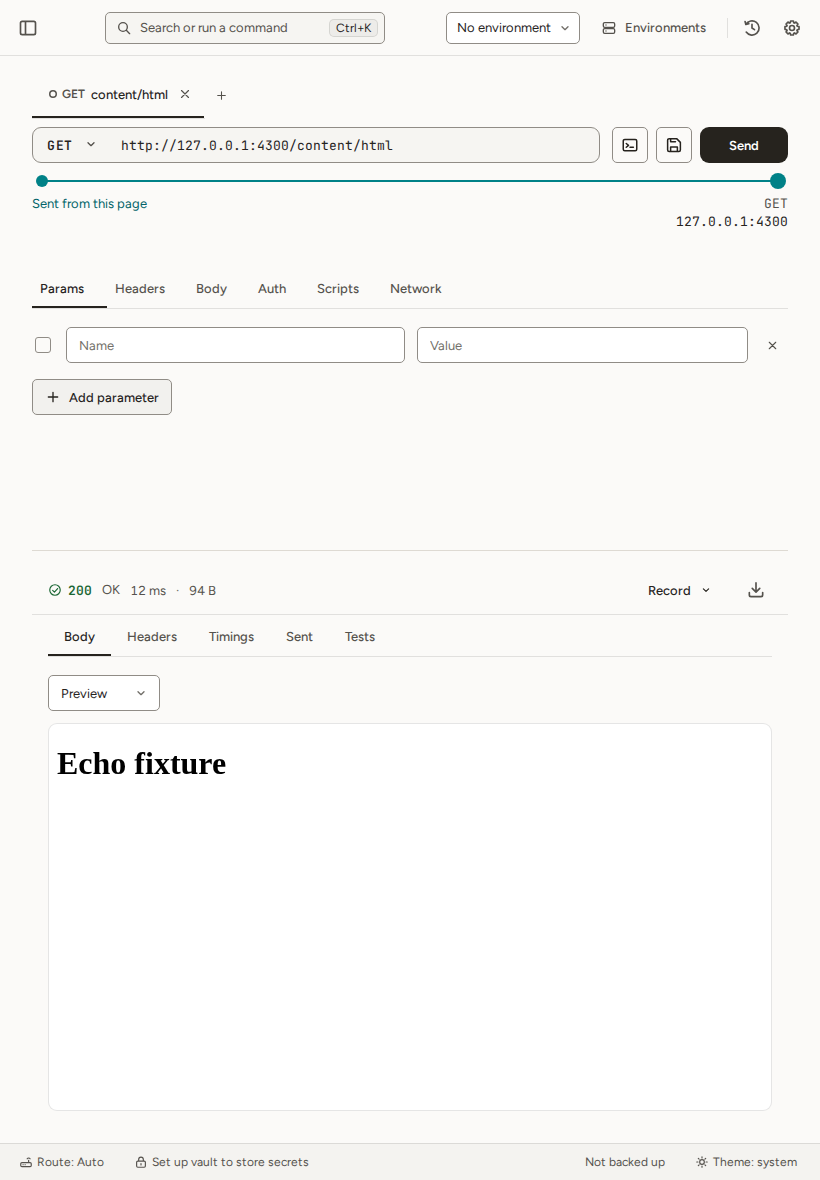 Search or run a command Ctrl+K No environment Environments
GET content/html
GET http://127.0.0.1:4300/content/html Send
Sent from this page GET
127.0.0.1:4300
Params Headers Body Auth Scripts Network
Name Value
Add parameter
200 OK 12 ms · 94 B Record
Body Headers Timings Sent Tests
Preview
Echo fixture
Route: Auto Set up vault to store secrets Not backed up Theme: system